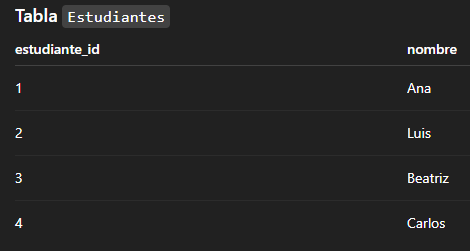 Tabla Estudiantes
estudiante_id nombre
1 Ana
2 Luis
3 Beatriz
4 Carlos